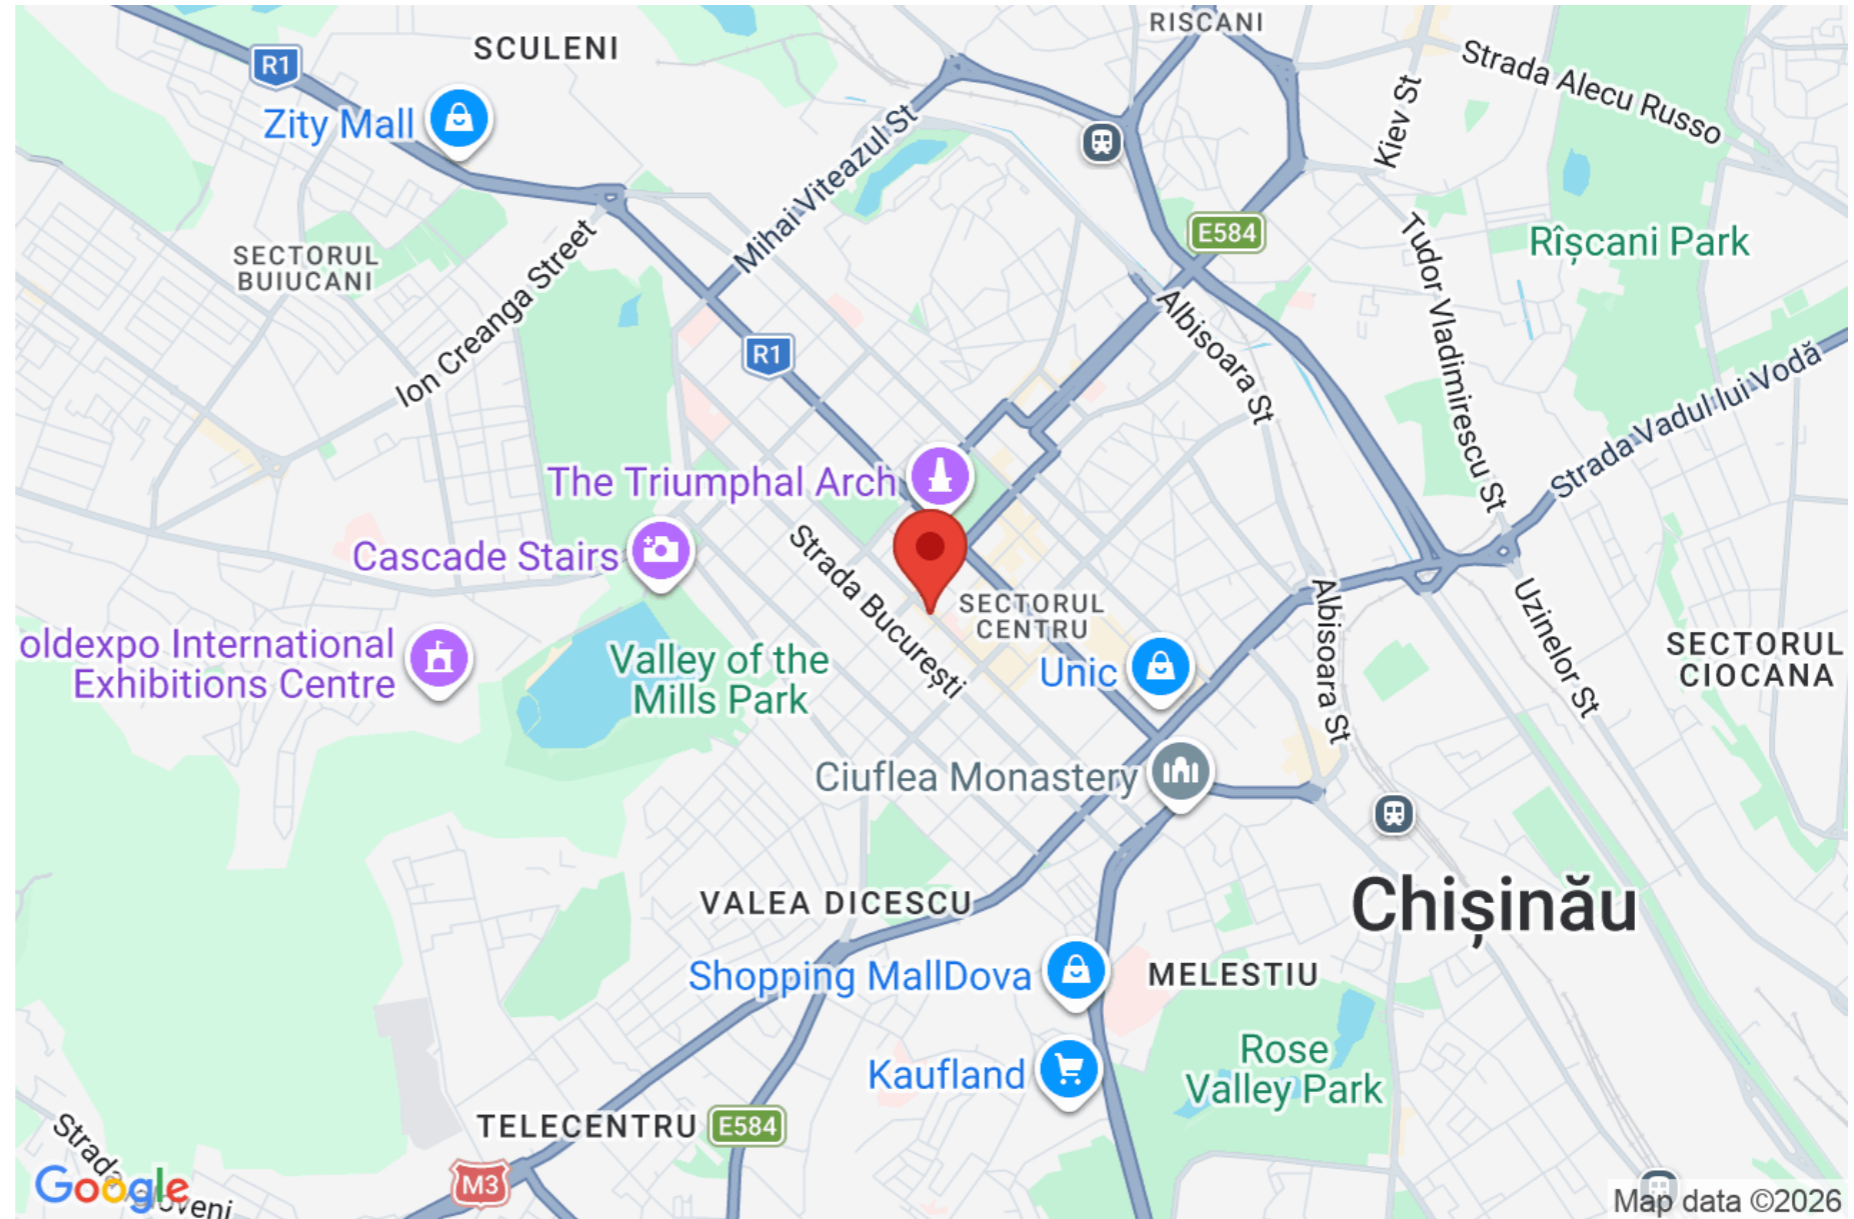 RISCANI
SCULENI
R1
Strada Alecu Russo
Kiev St
Zity Mall
Mihai Viteazul St
SECTORUL
BUIUCANI
Ion Creanga Street
E584
Rîșcani Park
Tudor Vladimirescu St
Albisoara St
R1
Strada Vadul lui Vodă
The Triumphal Arch
Cascade Stairs
Strada București
SECTORUL
CENTRU
Albisoara St
Uzinelor St
oldexpo International
Exhibitions Centre
Valley of the
Mills Park
Unic
SECTORUL
CIOCANA
Ciuflea Monastery
VALEA DICESCU
Chișinău
Shopping MallDova
MELESTIU
Kaufland
Rose
Valley Park
TELECENTRU
E584
M3
Strada
oveni
Google
Map data ©2026